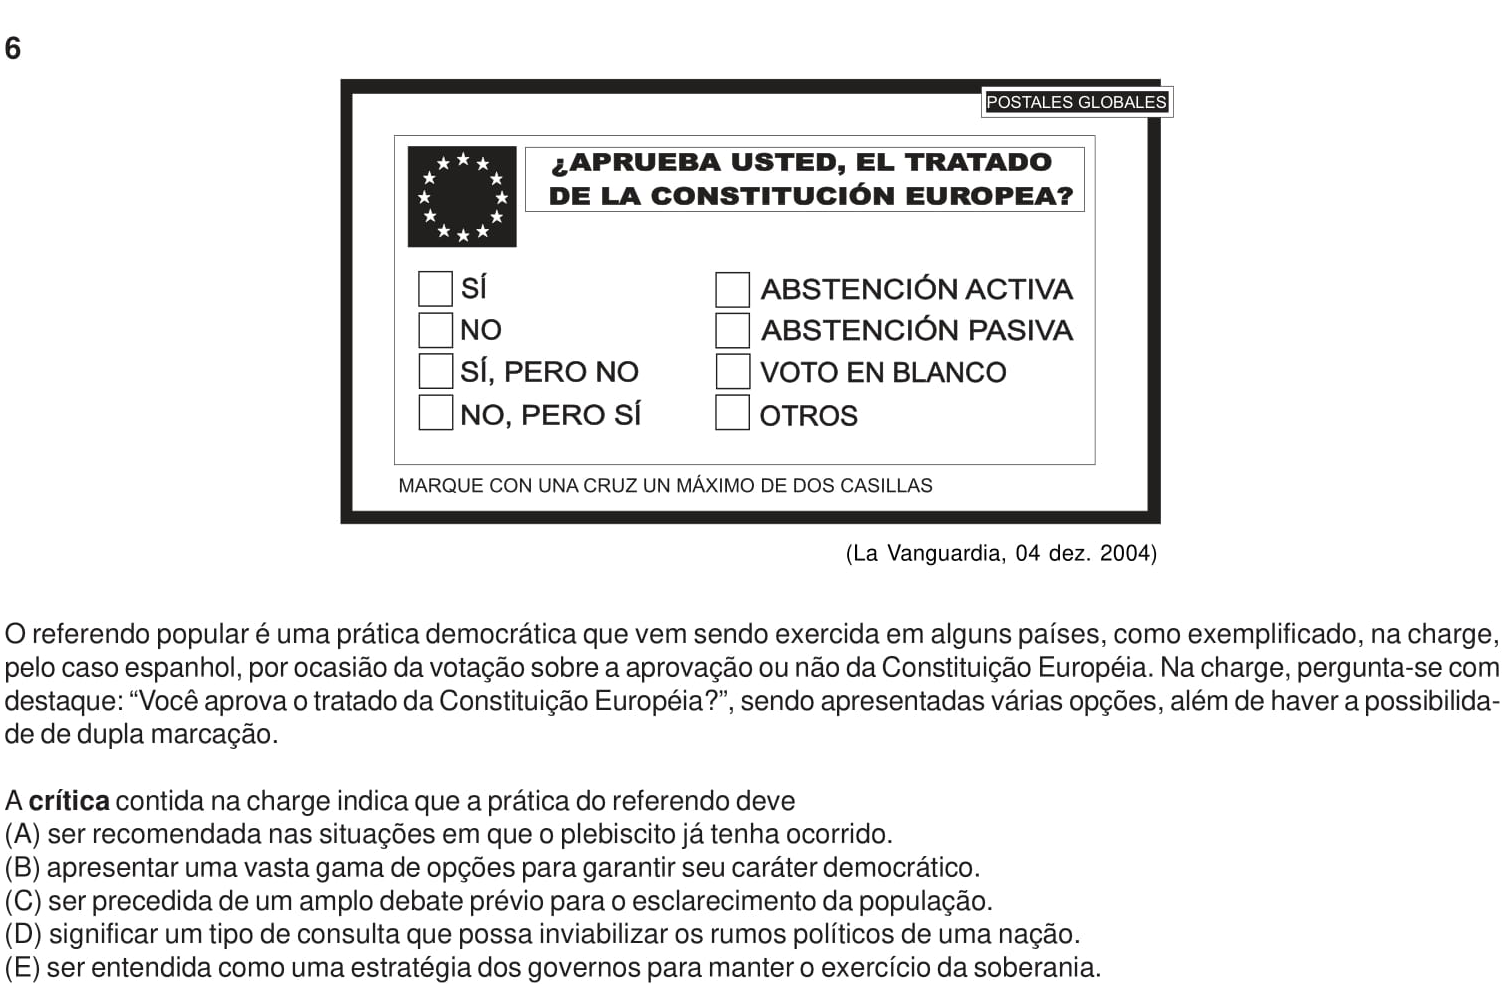 6
POSTALES GLOBALES
¿APRUEBA USTED, EL TRATADO
DE LA CONSTITUCIÓN EUROPEA?
SÍ
NO
SÍ, PERO NO
NO, PERO SÍ
ABSTENCIÓN ACTIVA
ABSTENCIÓN PASIVA
VOTO EN BLANCO
OTROS
MARQUE CON UNA CRUZ UN MÁXIMO DE DOS CASILLAS
(La Vanguardia, 04 dez. 2004)
O referendo popular é uma prática democrática que vem sendo exercida em alguns países, como exemplificado, na charge,
pelo caso espanhol, por ocasião da votação sobre a aprovação ou não da Constituição Européia. Na charge, pergunta-se com
destaque: “Você aprova o tratado da Constituição Européia?”, sendo apresentadas várias opções, além de haver a possibilida-
de de dupla marcação.
A crítica contida na charge indica que a prática do referendo deve
(A) ser recomendada nas situações em que o plebiscito já tenha ocorrido.
(B) apresentar uma vasta gama de opções para garantir seu caráter democrático.
(C) ser precedida de um amplo debate prévio para o esclarecimento da população.
(D) significar um tipo de consulta que possa inviabilizar os rumos políticos de uma nação.
(E) ser entendida como uma estratégia dos governos para manter o exercício da soberania.